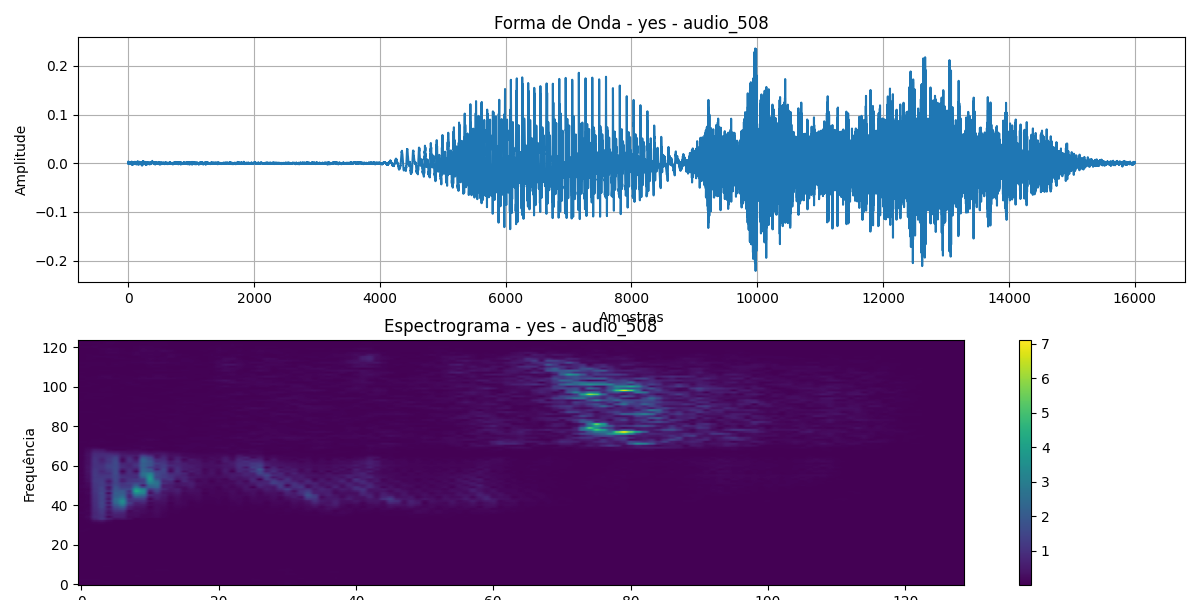 Forma de Onda - yes - audio_508
0.2
0.1
0.0
−0.1
−0.2
Amplitude
0 2000 4000 6000 8000 10000 12000 14000 16000
Amostras
Espectrograma - yes - audio_508
120
100
80
60
40
20
0
Frequência
0 20 40 60 80 100 120
7
6
5
4
3
2
1